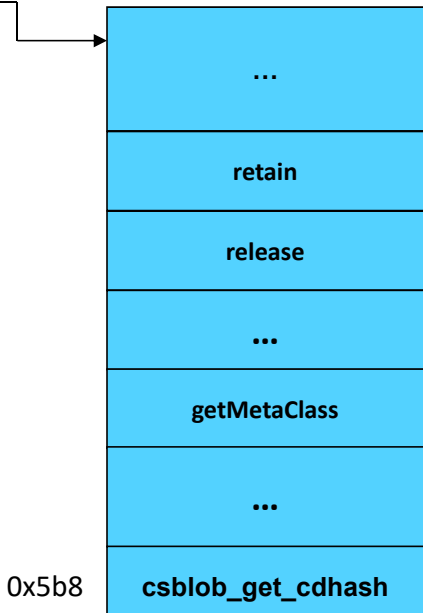 ...
retain
release
...
getMetaClass
...
0x5b8 csblob_get_cdhash